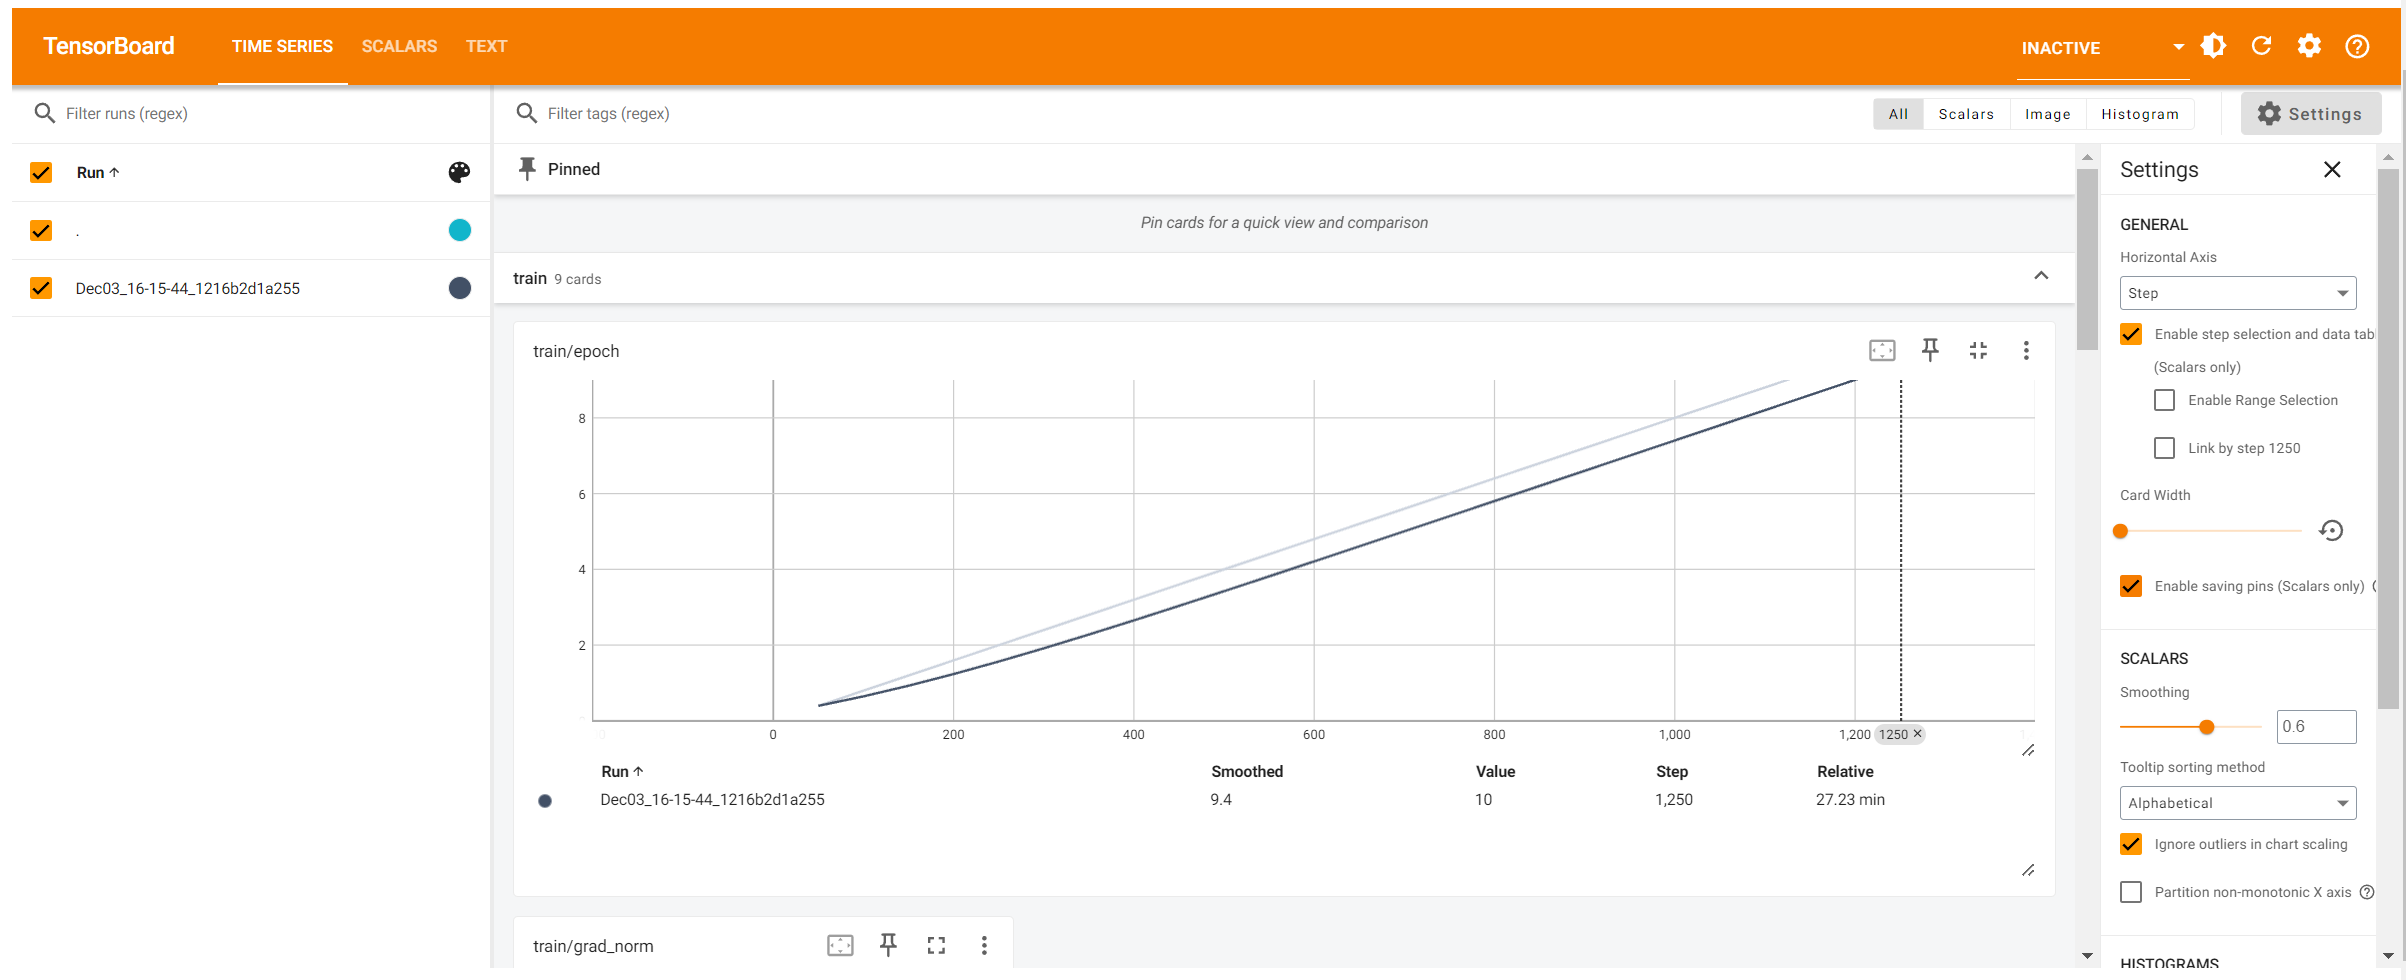 TensorBoard TIME SERIES SCALARS TEXT INACTIVE
Filter runs (regex)
Run
.
Dec03_16-15-44_1216b2d1a255
Filter tags (regex)
All Scalars Image Histogram Settings
Pinned
Pin cards for a quick view and comparison
train 9 cards
train/epoch
8
6
4
2
0 200 400 600 800 1,000 1,200 1250
Run Smoothed Value Step Relative
Dec03_16-15-44_1216b2d1a255 9.4 10 1,250 27.23 min
train/grad_norm
Settings
GENERAL
Horizontal Axis
Step
Enable step selection and data tab
(Scalars only)
Enable Range Selection
Link by step 1250
Card Width
Enable saving pins (Scalars only)
SCALARS
Smoothing
0.6
Tooltip sorting method
Alphabetical
Ignore outliers in chart scaling
Partition non-monotonic X axis
HISTOGRAMS